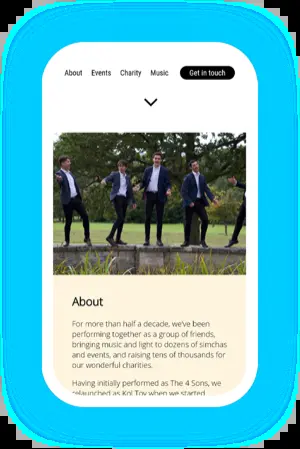 About Events Charity Music Get in touch
About
For more than half a decade, we've been
performing together as a group of friends,
bringing music and light to dozens of simchas
and events, and raising tens of thousands for
our wonderful charities.
Having initially performed as The 4 Sons, we
relaunched as Kol Tov when we started